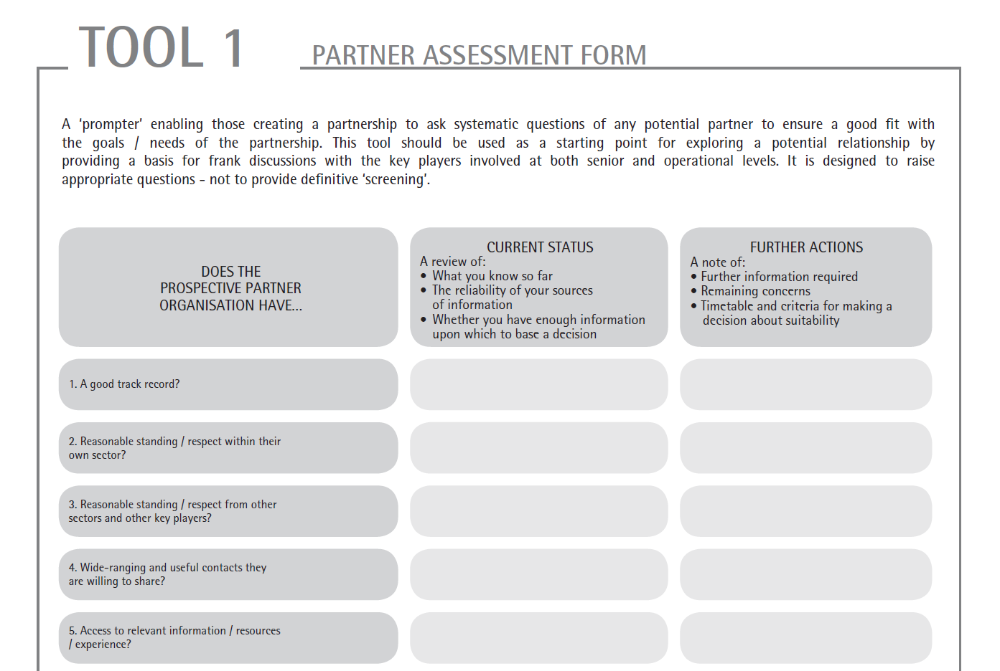 TOOL 1 PARTNER ASSESSMENT FORM
A ‘prompter’ enabling those creating a partnership to ask systematic questions of any potential partner to ensure a good fit with
the goals / needs of the partnership. This tool should be used as a starting point for exploring a potential relationship by
providing a basis for frank discussions with the key players involved at both senior and operational levels. It is designed to raise
appropriate questions - not to provide definitive ‘screening’.
DOES THE
PROSPECTIVE PARTNER
ORGANISATION HAVE...
CURRENT STATUS
A review of:
• What you know so far
• The reliability of your sources
of information
• Whether you have enough information
upon which to base a decision
FURTHER ACTIONS
A note of:
• Further information required
• Remaining concerns
• Timetable and criteria for making a
decision about suitability
1. A good track record?
2. Reasonable standing / respect within their
own sector?
3. Reasonable standing / respect from other
sectors and other key players?
4. Wide-ranging and useful contacts they
are willing to share?
5. Access to relevant information / resources
/ experience?